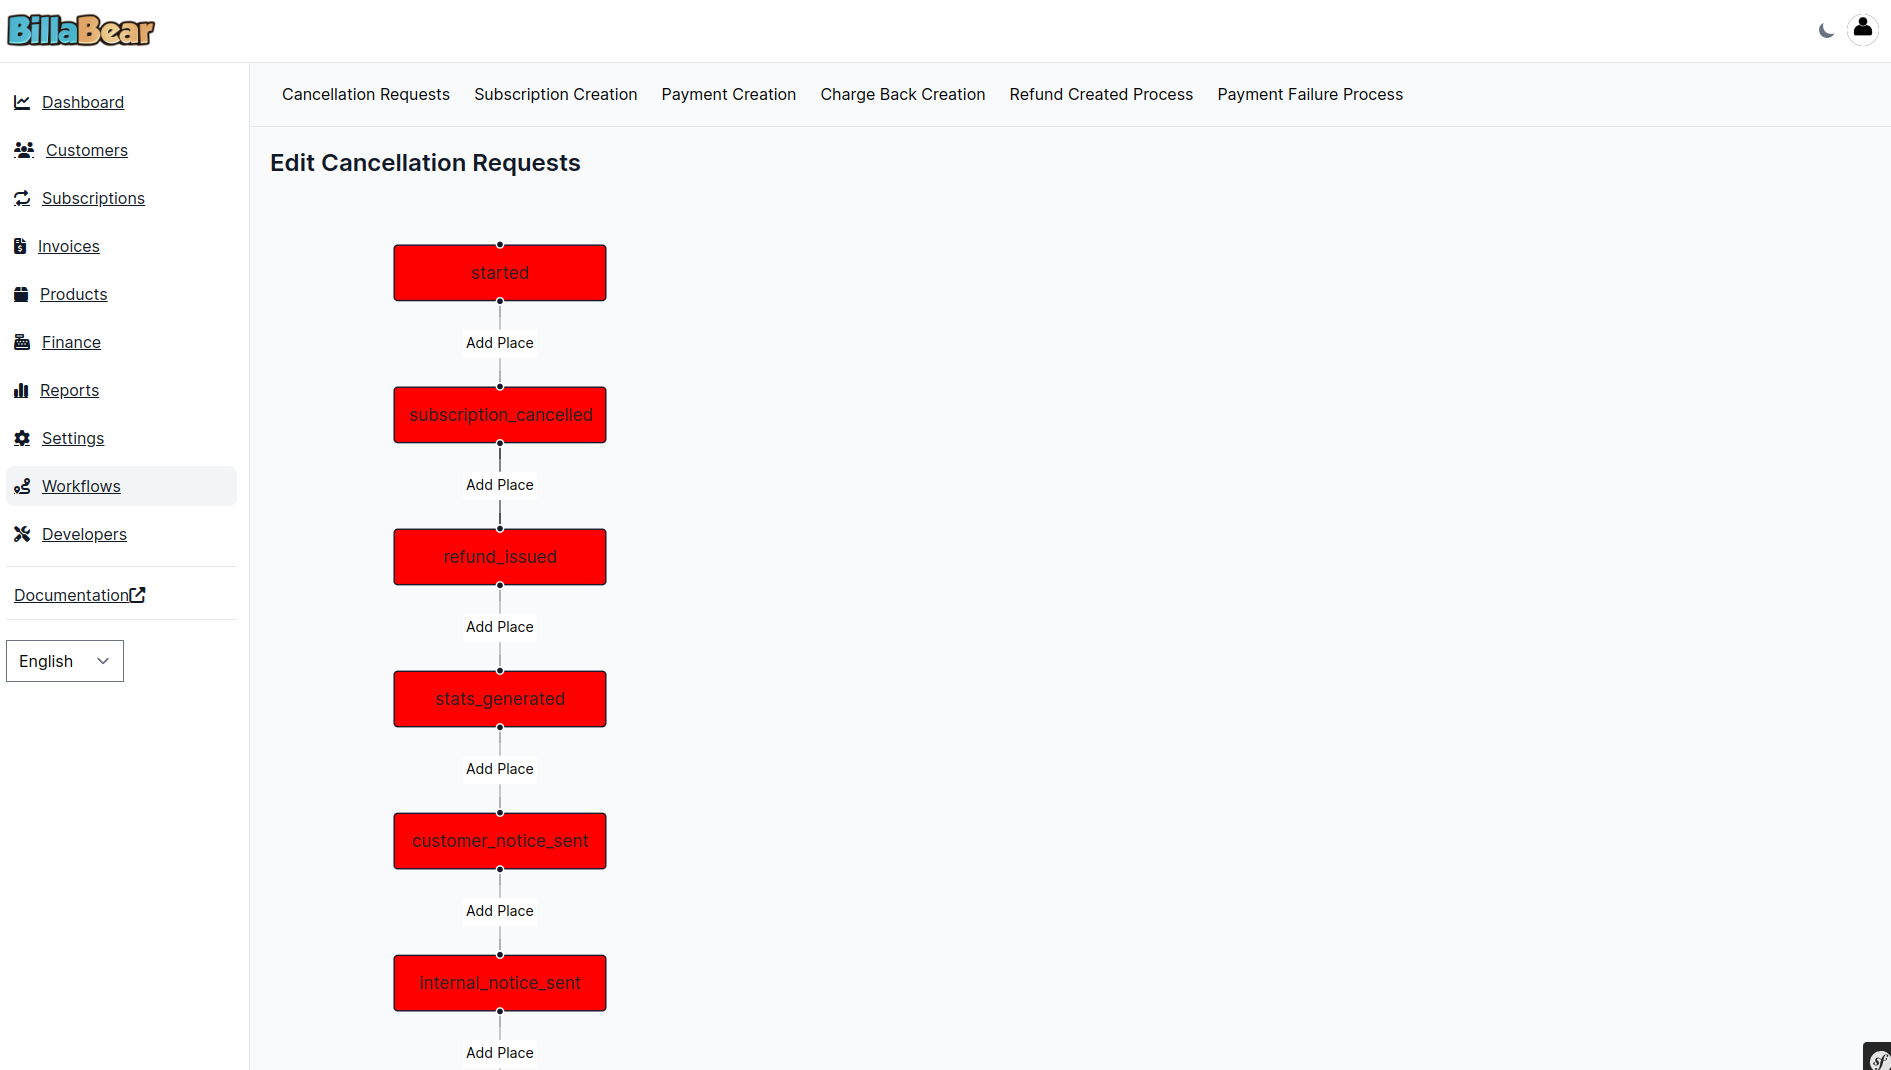 BillaBear
Dashboard
Customers
Subscriptions
Invoices
Products
Finance
Reports
Settings
Workflows
Developers
Documentation
English
Cancellation Requests Subscription Creation Payment Creation Charge Back Creation Refund Created Process Payment Failure Process
Edit Cancellation Requests
started
Add Place
subscription_cancelled
Add Place
refund_issued
Add Place
stats_generated
Add Place
customer_notice_sent
Add Place
internal_notice_sent
Add Place
sf